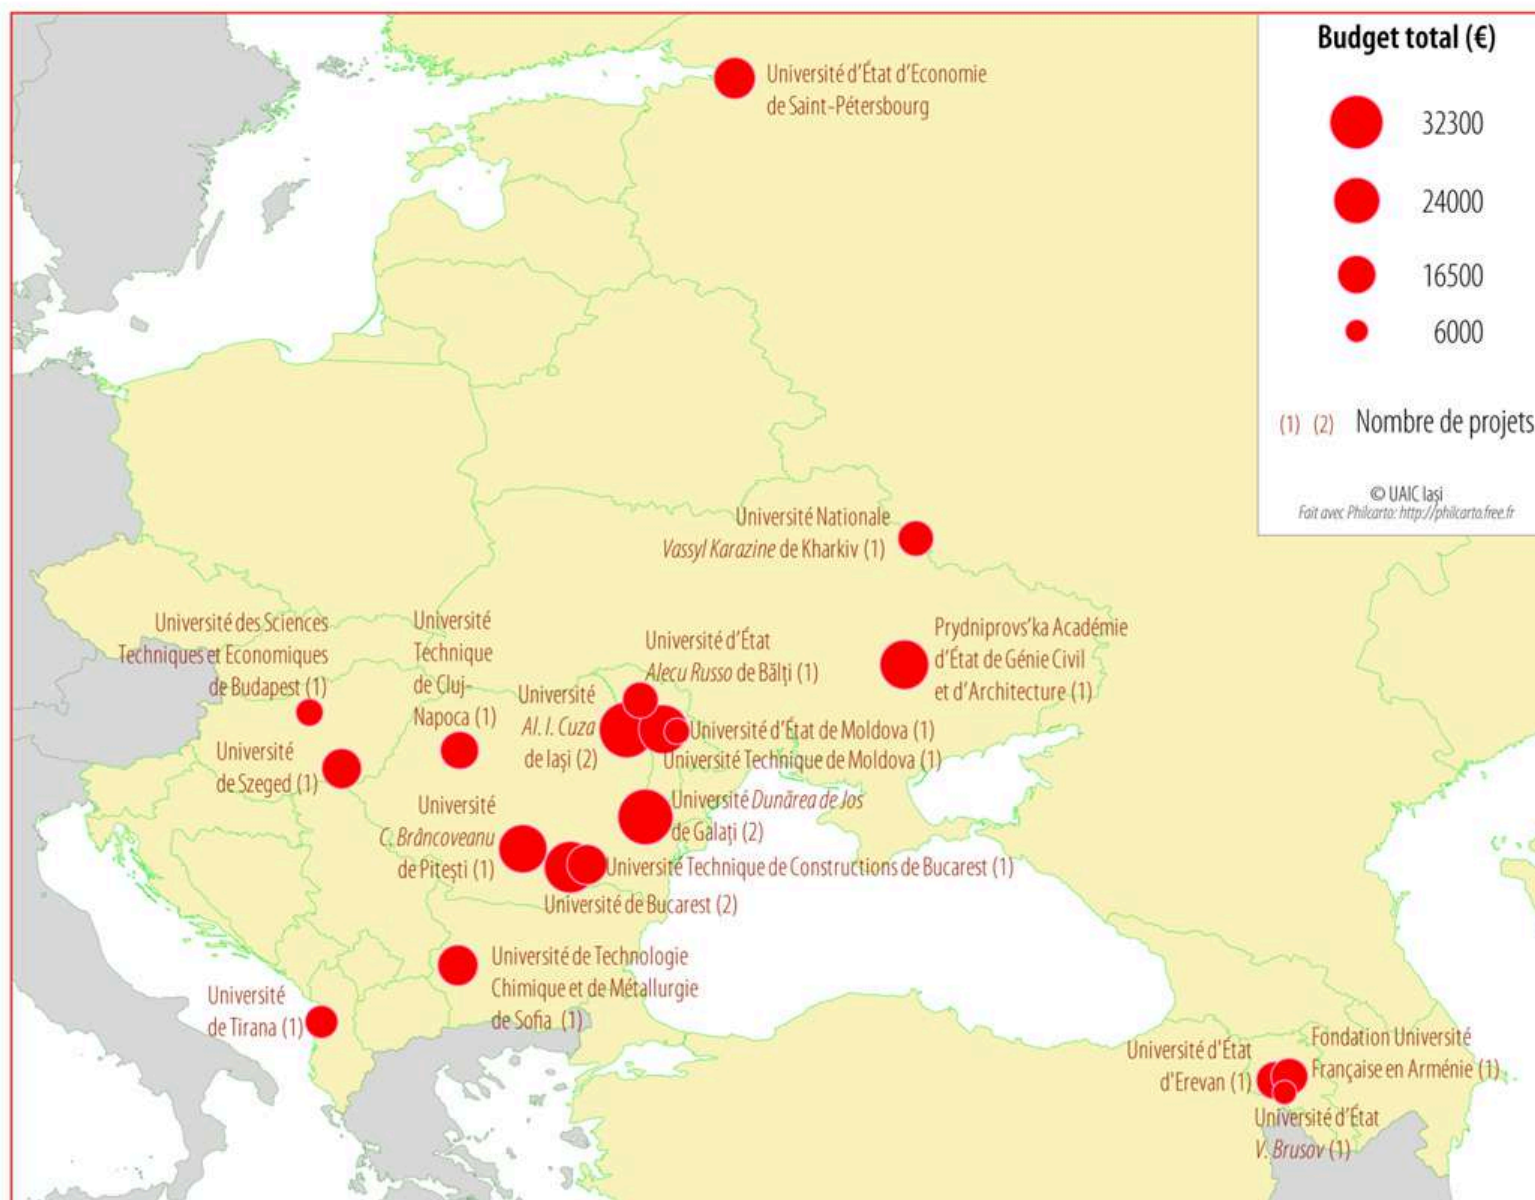 Budget total (€)
32300
24000
16500
6000
(1) (2) Nombre de projets
© UAIC Iași
Fait avec Philcarto: http://philcarto.free.fr
Université d'État d'Economie
de Saint-Pétersbourg
Université Nationale
Vassyl Karazine de Kharkiv (1)
Prydniprovs'ka Académie
d'État de Génie Civil
et d'Architecture (1)
Université des Sciences
Techniques et Economiques
de Budapest (1)
Université
Technique
de Cluj-
Napoca (1)
Université d'État
Alecu Russo de Bălți (1)
Université
Al. I. Cuza
de Iași (2)
Université d'État de Moldova (1)
Université Technique de Moldova (1)
Université
de Szeged (1)
Université Dunărea de Jos
de Galați (2)
Université
C. Brâncoveanu
de Pitești (1)
Université Technique de Constructions de Bucarest (1)
Université de Bucarest (2)
Université de Technologie
Chimique et de Métallurgie
de Sofia (1)
Université
de Tirana (1)
Université d'État
d'Erevan (1)
Fondation Université
Française en Arménie (1)
Université d'État
V. Brusov (1)